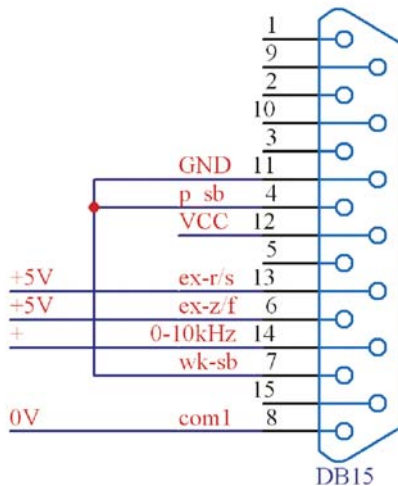 1
9
2
10
3
GND 11
p_sb 4
VCC 12
5
+5V ex-r/s 13
+5V ex-z/f 6
+ 0-10kHz 14
wk-sb 7
15
0V com1 8
DB15